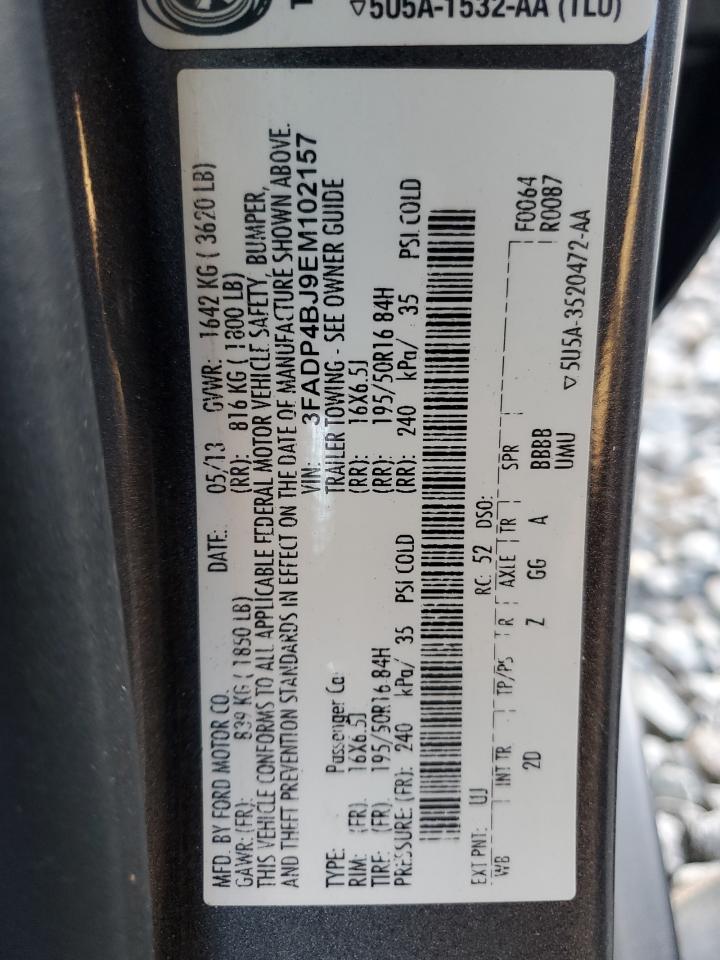 5U5A-1532-AA (TL0)
MFD. BY FORD MOTOR CO. DATE: 05/13 GVWR: 1642 KG ( 3620 LB)
GAWR: (FR): 839 KG ( 1850 LB) (RR): 816 KG ( 1800 LB)
THIS VEHICLE CONFORMS TO ALL APPLICABLE FEDERAL MOTOR VEHICLE SAFETY, BUMPER,
AND THEFT PREVENTION STANDARDS IN EFFECT ON THE DATE OF MANUFACTURE SHOWN ABOVE.
VIN: 3FADP4BJ9EM102157
TYPE: Passenger Ca TRAILER TOWING - SEE OWNER GUIDE
RIM: (FR). 16X6.5J (RR): 16X6.5J
TIRE: (FR). 195/50R16 84H (RR): 195/50R16 84H
PRESSURE: (FR): 240 kPa/ 35 PSI COLD (RR): 240 kPa/ 35 PSI. COLD
EXT PNT: UJ RC: 52 DSO: F0064
WB INT TR TP/PS R AXLE TR SPR R0087
2D Z GG A BBBB
UMU
5U5A-3520472-AA